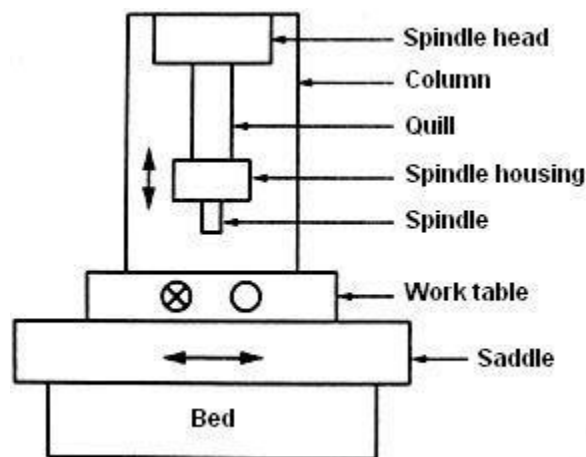 Spindle head
Column
Quill
Spindle housing
Spindle
Work table
Saddle
Bed